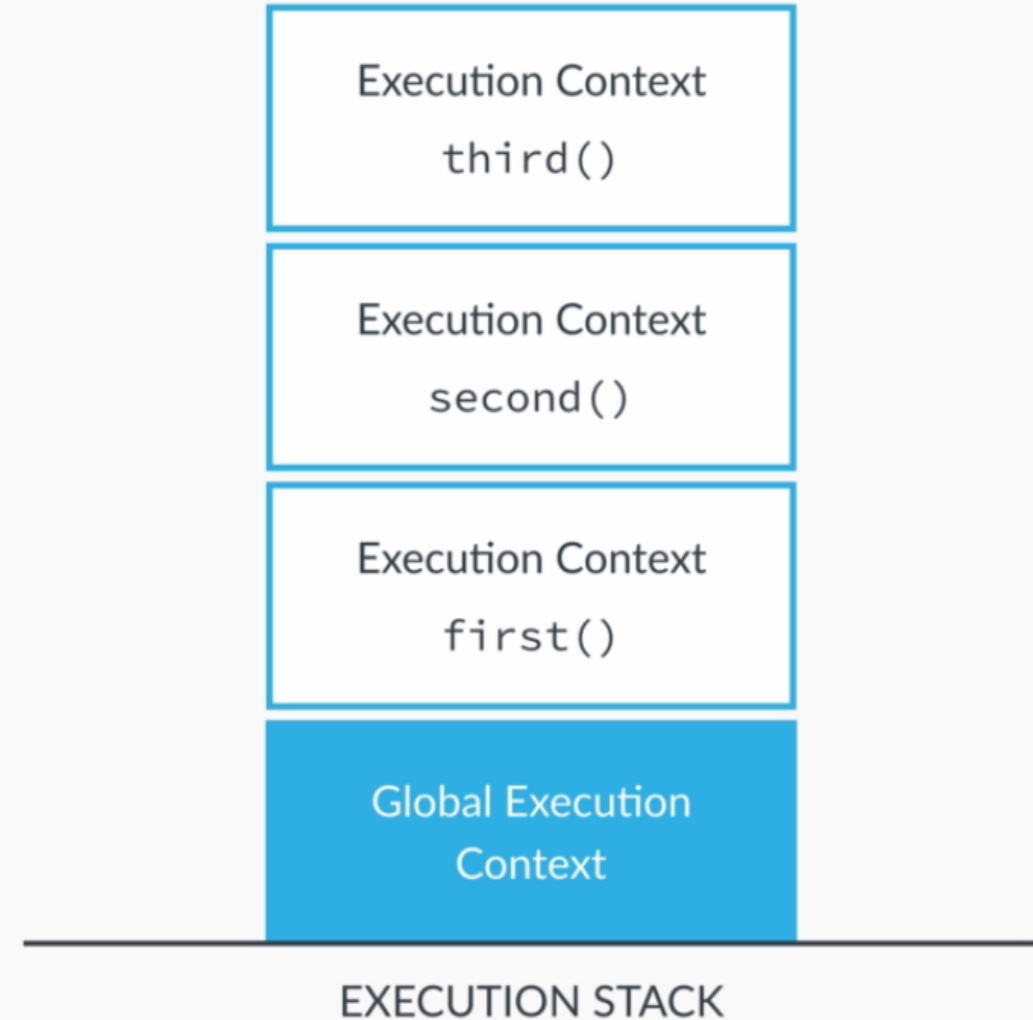 Execution Context
third()
Execution Context
second()
Execution Context
first()
Global Execution
Context
EXECUTION STACK